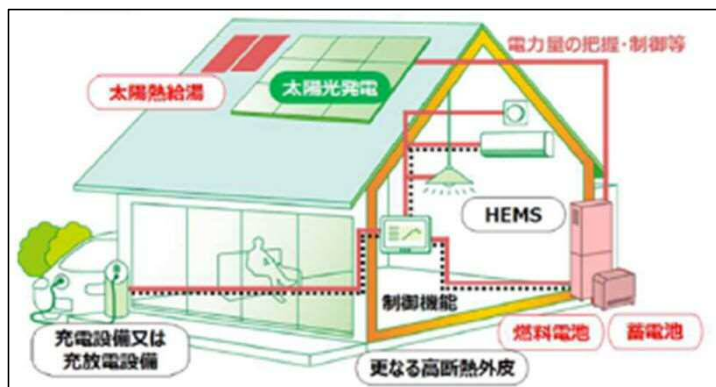 電力量の把握・制御等
太陽熱給湯
太陽光発電
HEMS
制御機能
充電設備又は
充放電設備
燃料電池
蓄電池
更なる高断熱外皮